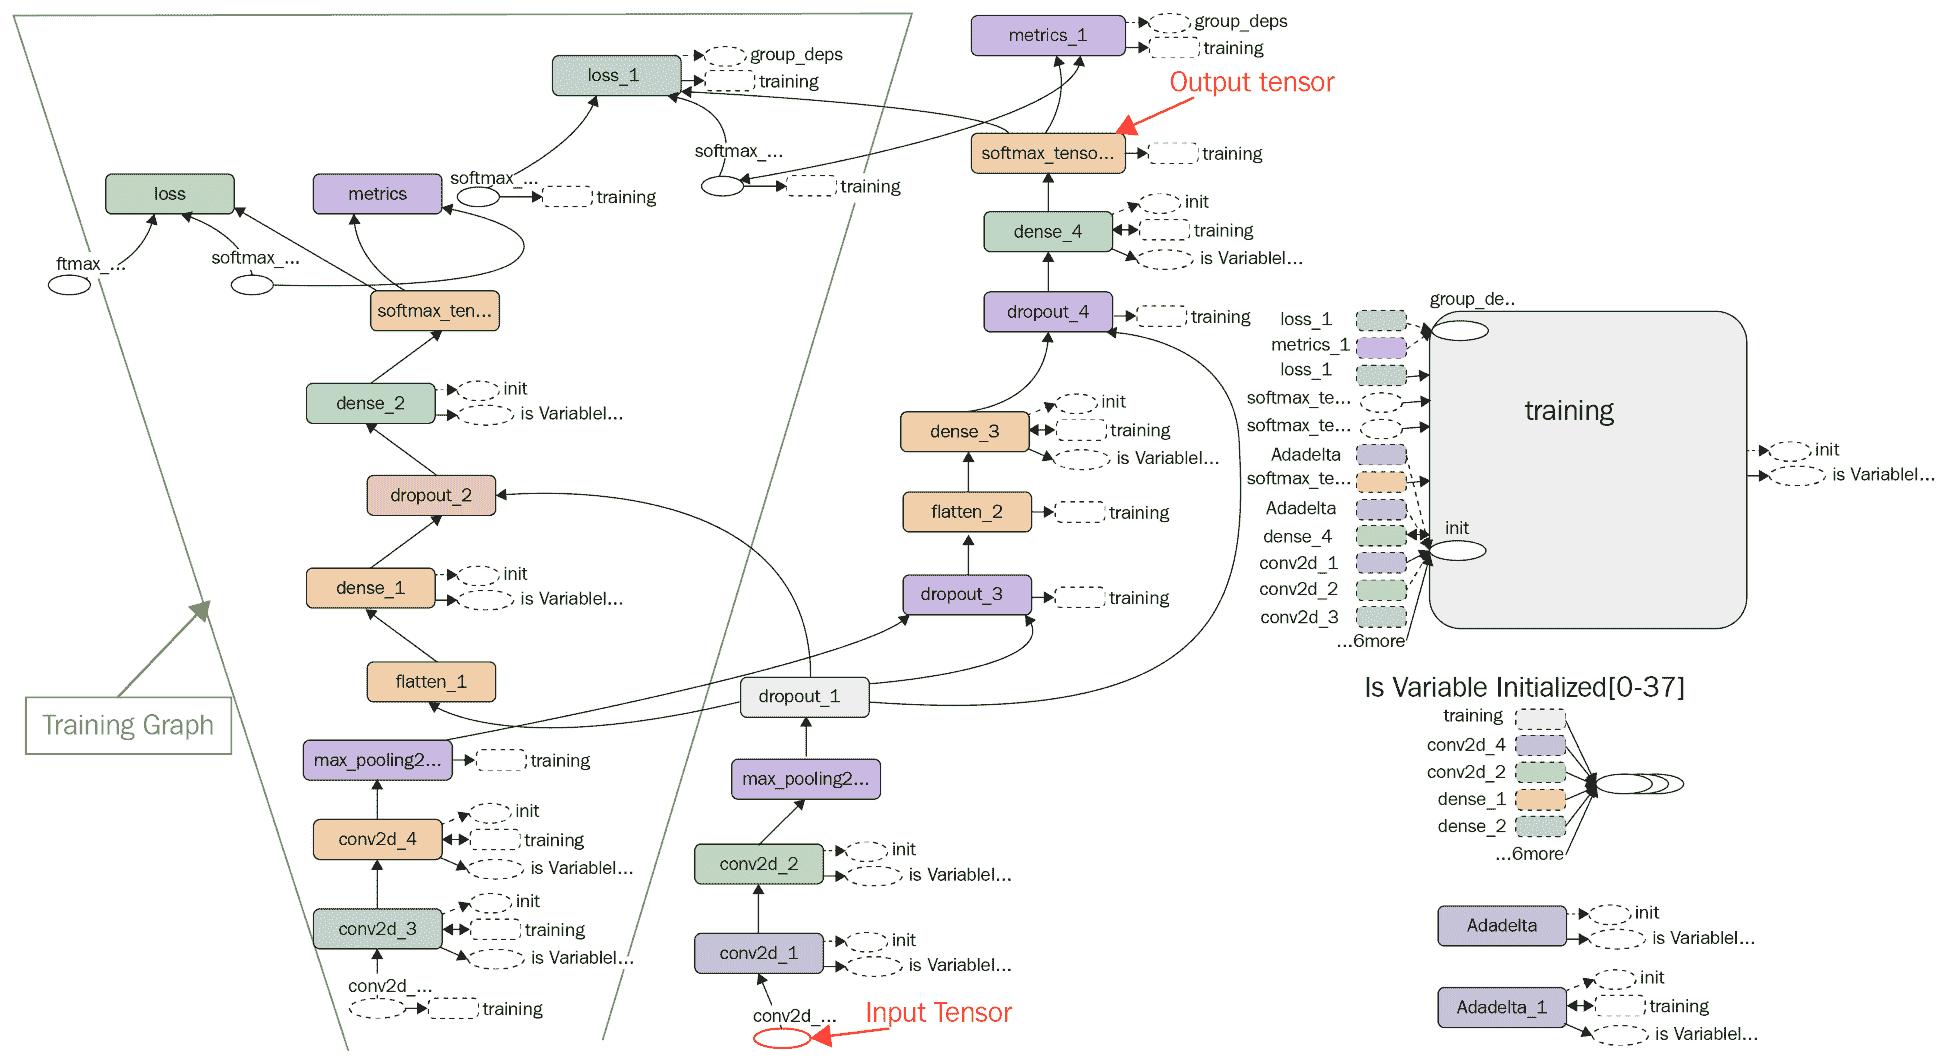 metrics_1
group_deps
training
Output tensor
loss_1
group_deps
training
softmax_...
training
softmax_tenso...
training
loss
metrics
softmax_...
training
dense_4
init
training
is Variablel...
ftmax_...
softmax_...
softmax_ten...
dropout_4
training
dense_2
init
is Variablel...
dense_3
init
training
is Variablel...
dropout_2
flatten_2
training
dense_1
init
is Variablel...
dropout_3
training
flatten_1
dropout_1
Training Graph
max_pooling2...
training
max_pooling2...
conv2d_4
init
training
is Variablel...
conv2d_2
init
is Variablel...
conv2d_3
init
training
is Variablel...
conv2d_1
init
is Variablel...
conv2d_...
training
conv2d_...
Input Tensor
group_de..
loss_1
metrics_1
loss_1
softmax_te...
softmax_te...
Adadelta
softmax_te...
Adadelta
dense_4
conv2d_1
conv2d_2
conv2d_3
...6more
training
init
init
is Variablel...
Is Variable Initialized[0-37]
training
conv2d_4
conv2d_2
dense_1
dense_2
...6more
Adadelta
init
is Variablel...
Adadelta_1
init
training
is Variablel...